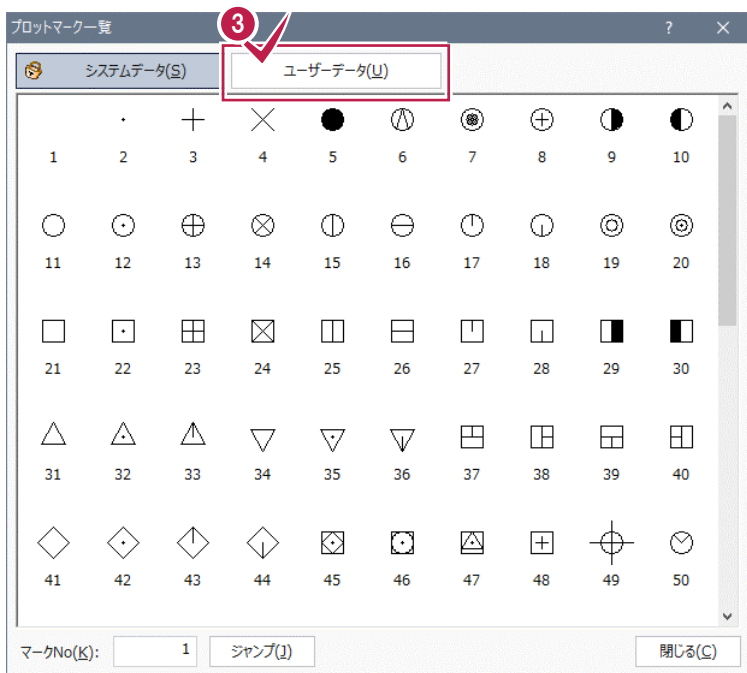 プロットマーク一覧
3
システムデータ(S)
ユーザーデータ(U)
1 2 3 4 5 6 7 8 9 10
11 12 13 14 15 16 17 18 19 20
21 22 23 24 25 26 27 28 29 30
31 32 33 34 35 36 37 38 39 40
41 42 43 44 45 46 47 48 49 50
マークNo(K): 1 ジャンプ(J) 閉じる(C)